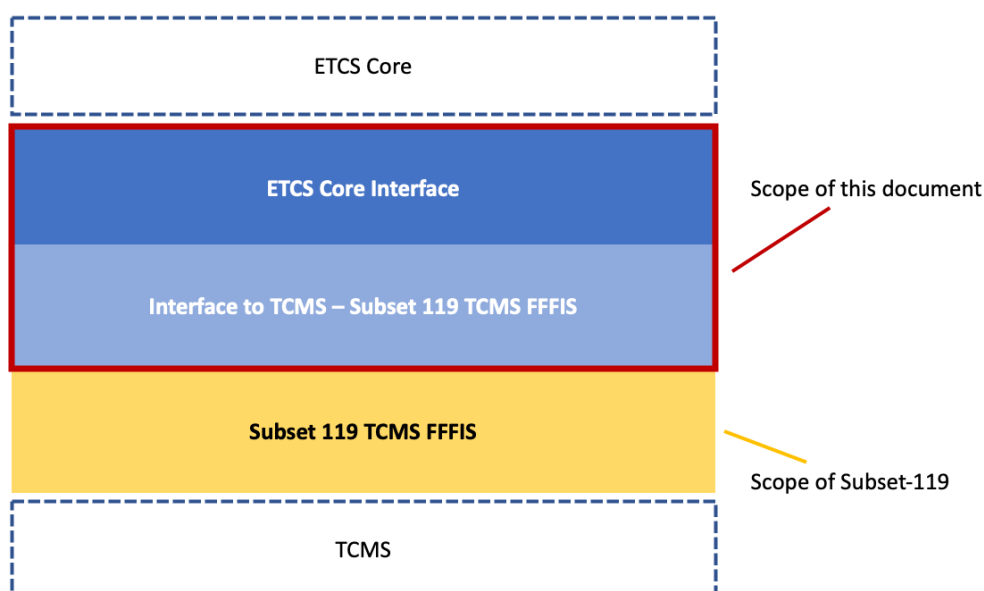 ETCS Core
ETCS Core Interface
Scope of this document
Interface to TCMS – Subset 119 TCMS FFFIS
Subset 119 TCMS FFFIS
Scope of Subset-119
TCMS